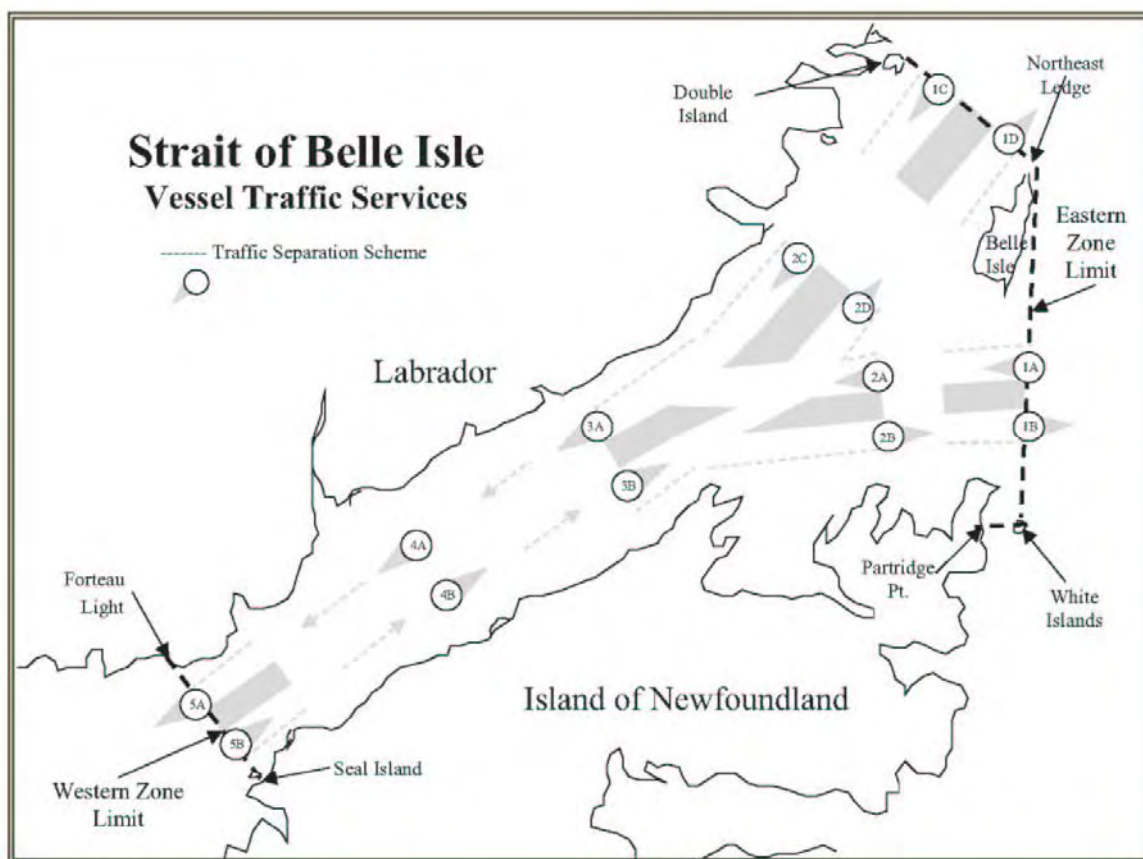 Strait of Belle Isle
Vessel Traffic Services
Traffic Separation Scheme
Double
Island
Northeast
Ledge
1C
1D
Eastern
Zone
Limit
Belle
Isle
2C
2D
Labrador
1A
2A
3A
1B
2B
3B
4A
Partridge
Pt.
White
Islands
Forteau
Light
4B
Island of Newfoundland
5A
5B
Seal Island
Western Zone
Limit